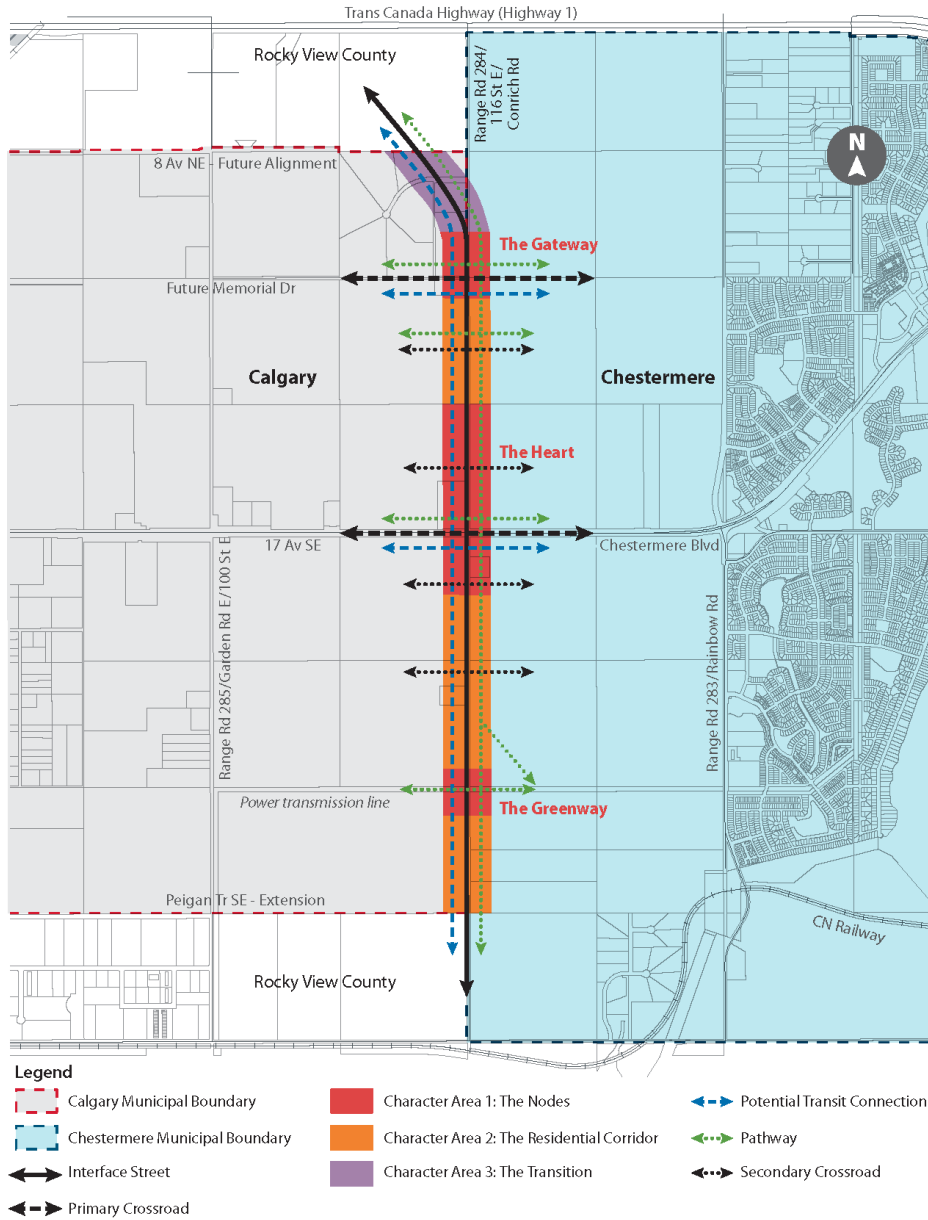 Trans Canada Highway (Highway 1)
Rocky View County
Range Rd 284/
116 St E/
Conrich Rd
N
8 Av NE - Future Alignment
The Gateway
Future Memorial Dr
Calgary
Chestermere
The Heart
17 Av SE
Chestermere Blvd
Range Rd 285/Garden Rd E/100 St E
Range Rd 283/Rainbow Rd
Power transmission line
The Greenway
Peigan Tr SE - Extension
CN Railway
Rocky View County
Legend
Calgary Municipal Boundary
Chestermere Municipal Boundary
Interface Street
Primary Crossroad
Character Area 1: The Nodes
Character Area 2: The Residential Corridor
Character Area 3: The Transition
Potential Transit Connection
Pathway
Secondary Crossroad